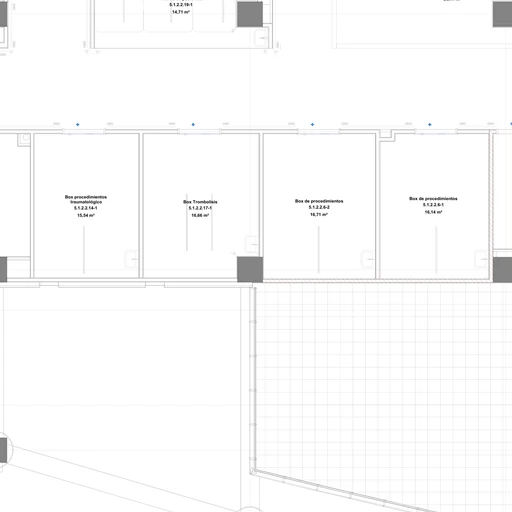 5.1.2.2.19-1
14,71 m²
Box procedimientos
traumatológico
5.1.2.2.14-1
15,54 m²
Box Trombolisis
5.1.2.2.17-1
16,66 m²
Box de procedimientos
5.1.2.2.6-2
16,71 m²
Box de procedimientos
5.1.2.2.6-1
16,14 m²